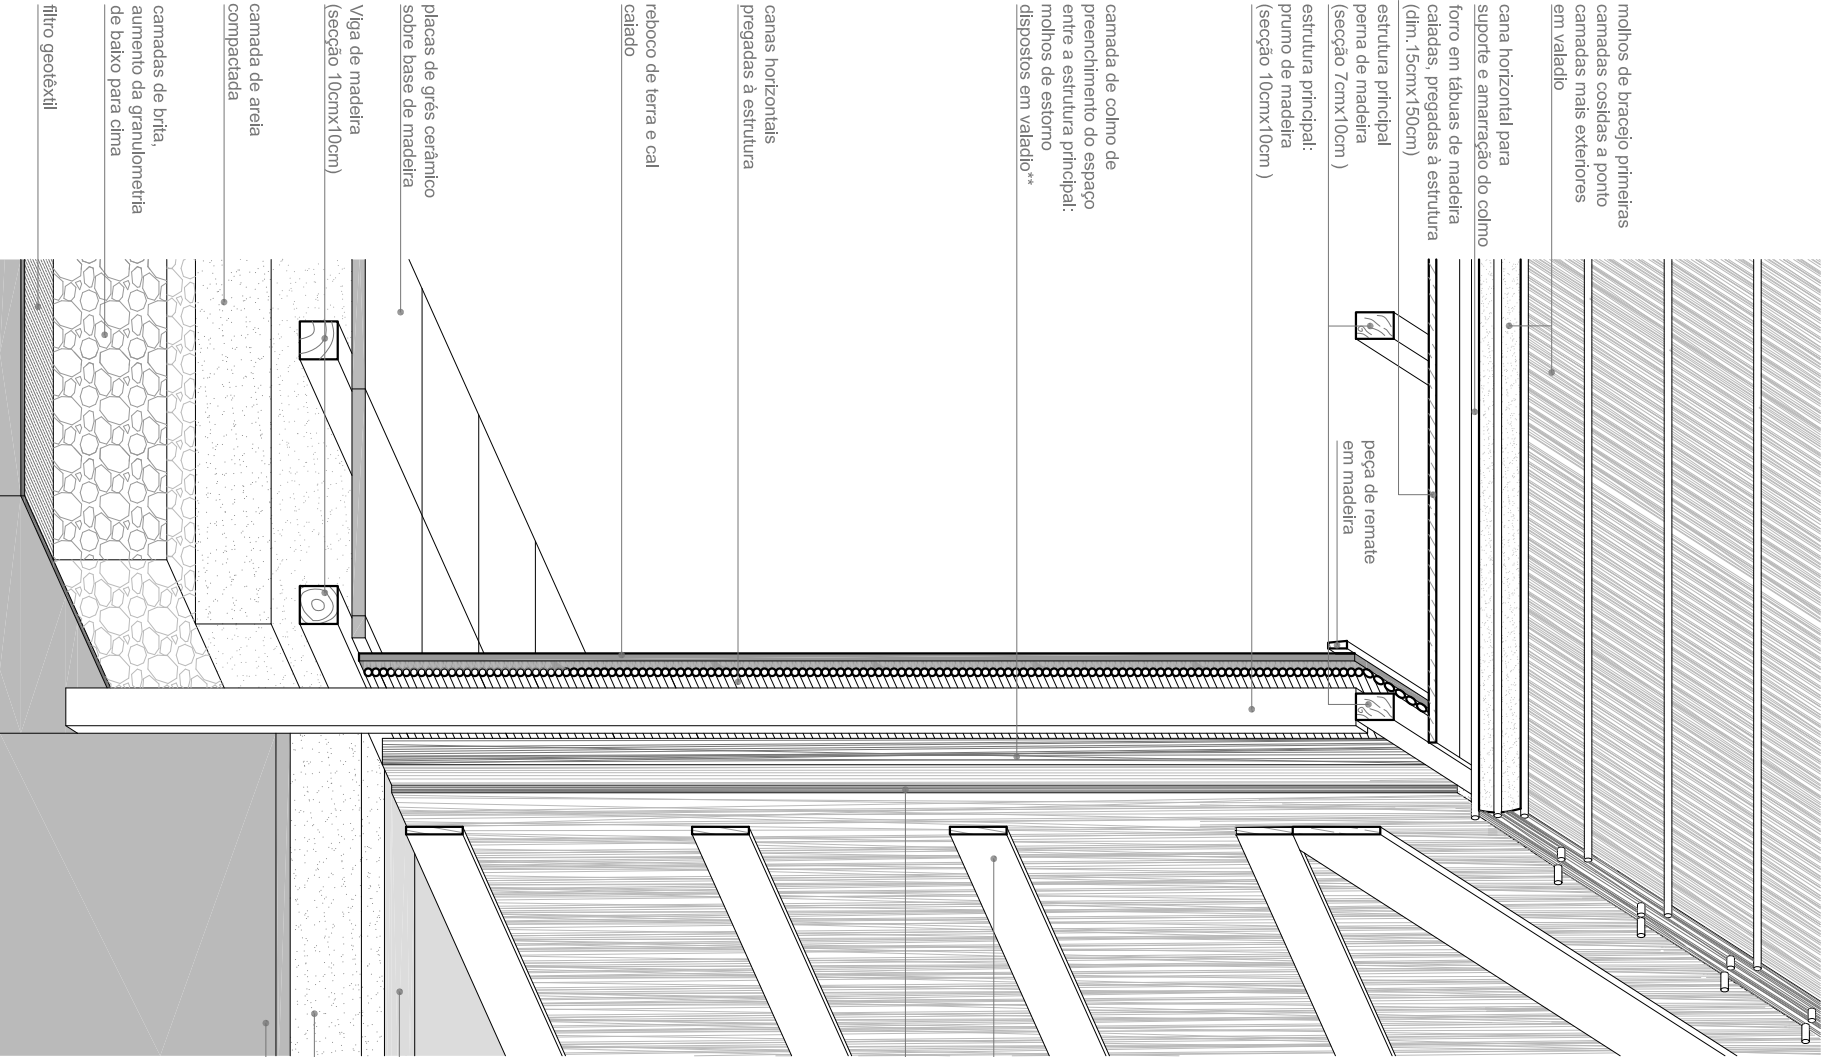 molhos de bracejo primeiras
camadas cosidas a ponto
camadas mais exteriores
em valadio
cana horizontal para
suporte e amarração do colmo
forro em tábuas de madeira
caiadas, pregadas à estrutura
(dim.15cmx150cm)
estrutura principal
perna de madeira
(secção 7cmx10cm )
estrutura principal:
prumo de madeira
(secção 10cmx10cm )
peça de remate
em madeira
camada de colmo de
preenchimento do espaço
entre a estrutura principal:
molhos de estorno
dispostos em valadio**
canas horizontais
pregadas à estrutura
reboco de terra e cal
caiado
placas de grés cerâmico
sobre base de madeira
Viga de madeira
(secção 10cmx10cm)
camada de areia
compactada
camadas de brita,
aumento da granulometria
de baixo para cima
filtro geotêxtil